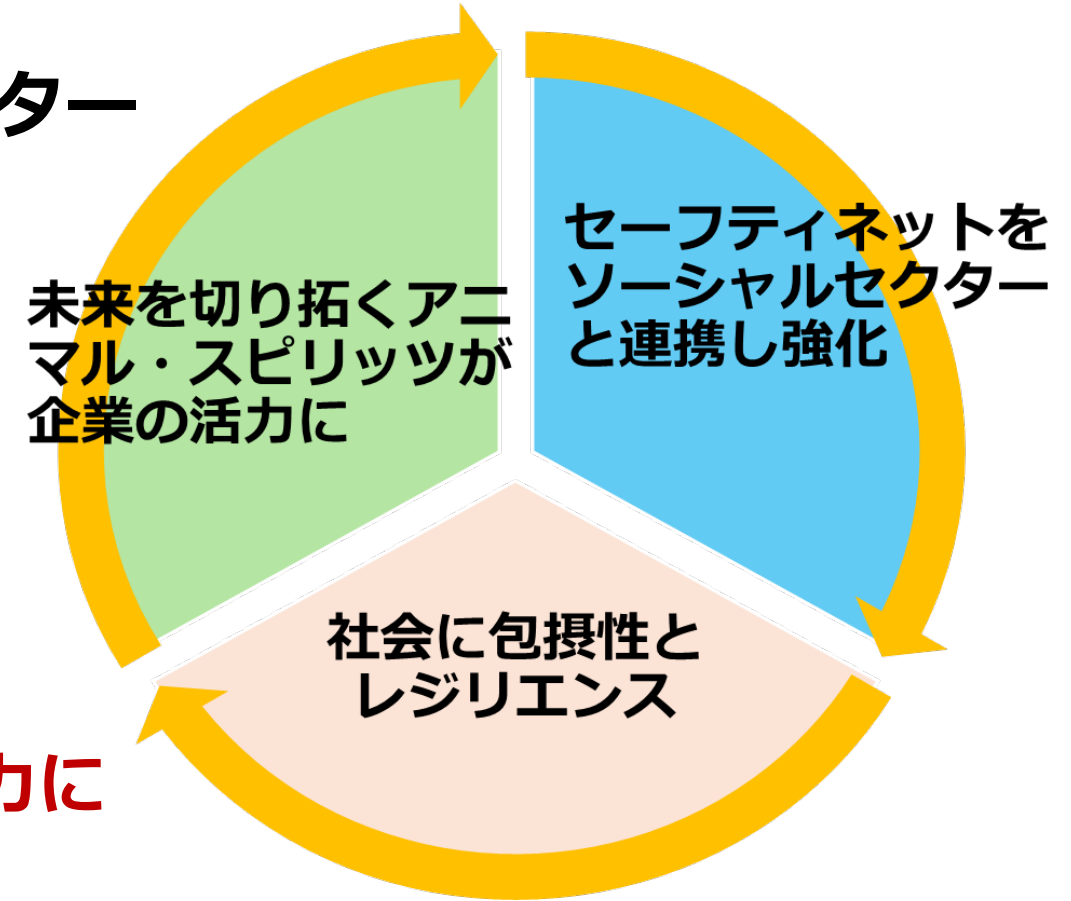 ター
セーフティネットを
ソーシャルセクター
と連携し強化
未来を切り拓くアニ
マル・スピリッツが
企業の活力に
社会に包摂性と
レジリエンス
力に